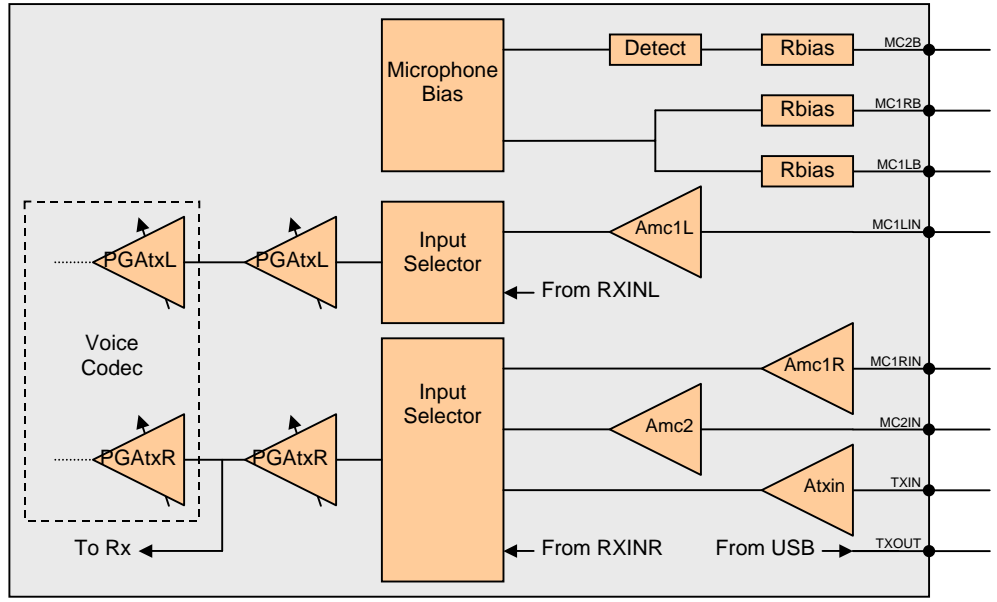 Microphone
Bias
Detect
Rbias
MC2B
Rbias
MC1RB
Rbias
MC1LB
PGAtxL
PGAtxL
Input
Selector
Amc1L
MC1LIN
From RXINL
Voice
Codec
Input
Selector
Amc1R
MC1RIN
Amc2
MC2IN
PGAtxR
PGAtxR
Atxin
TXIN
To Rx
From RXINR
From USB
TXOUT